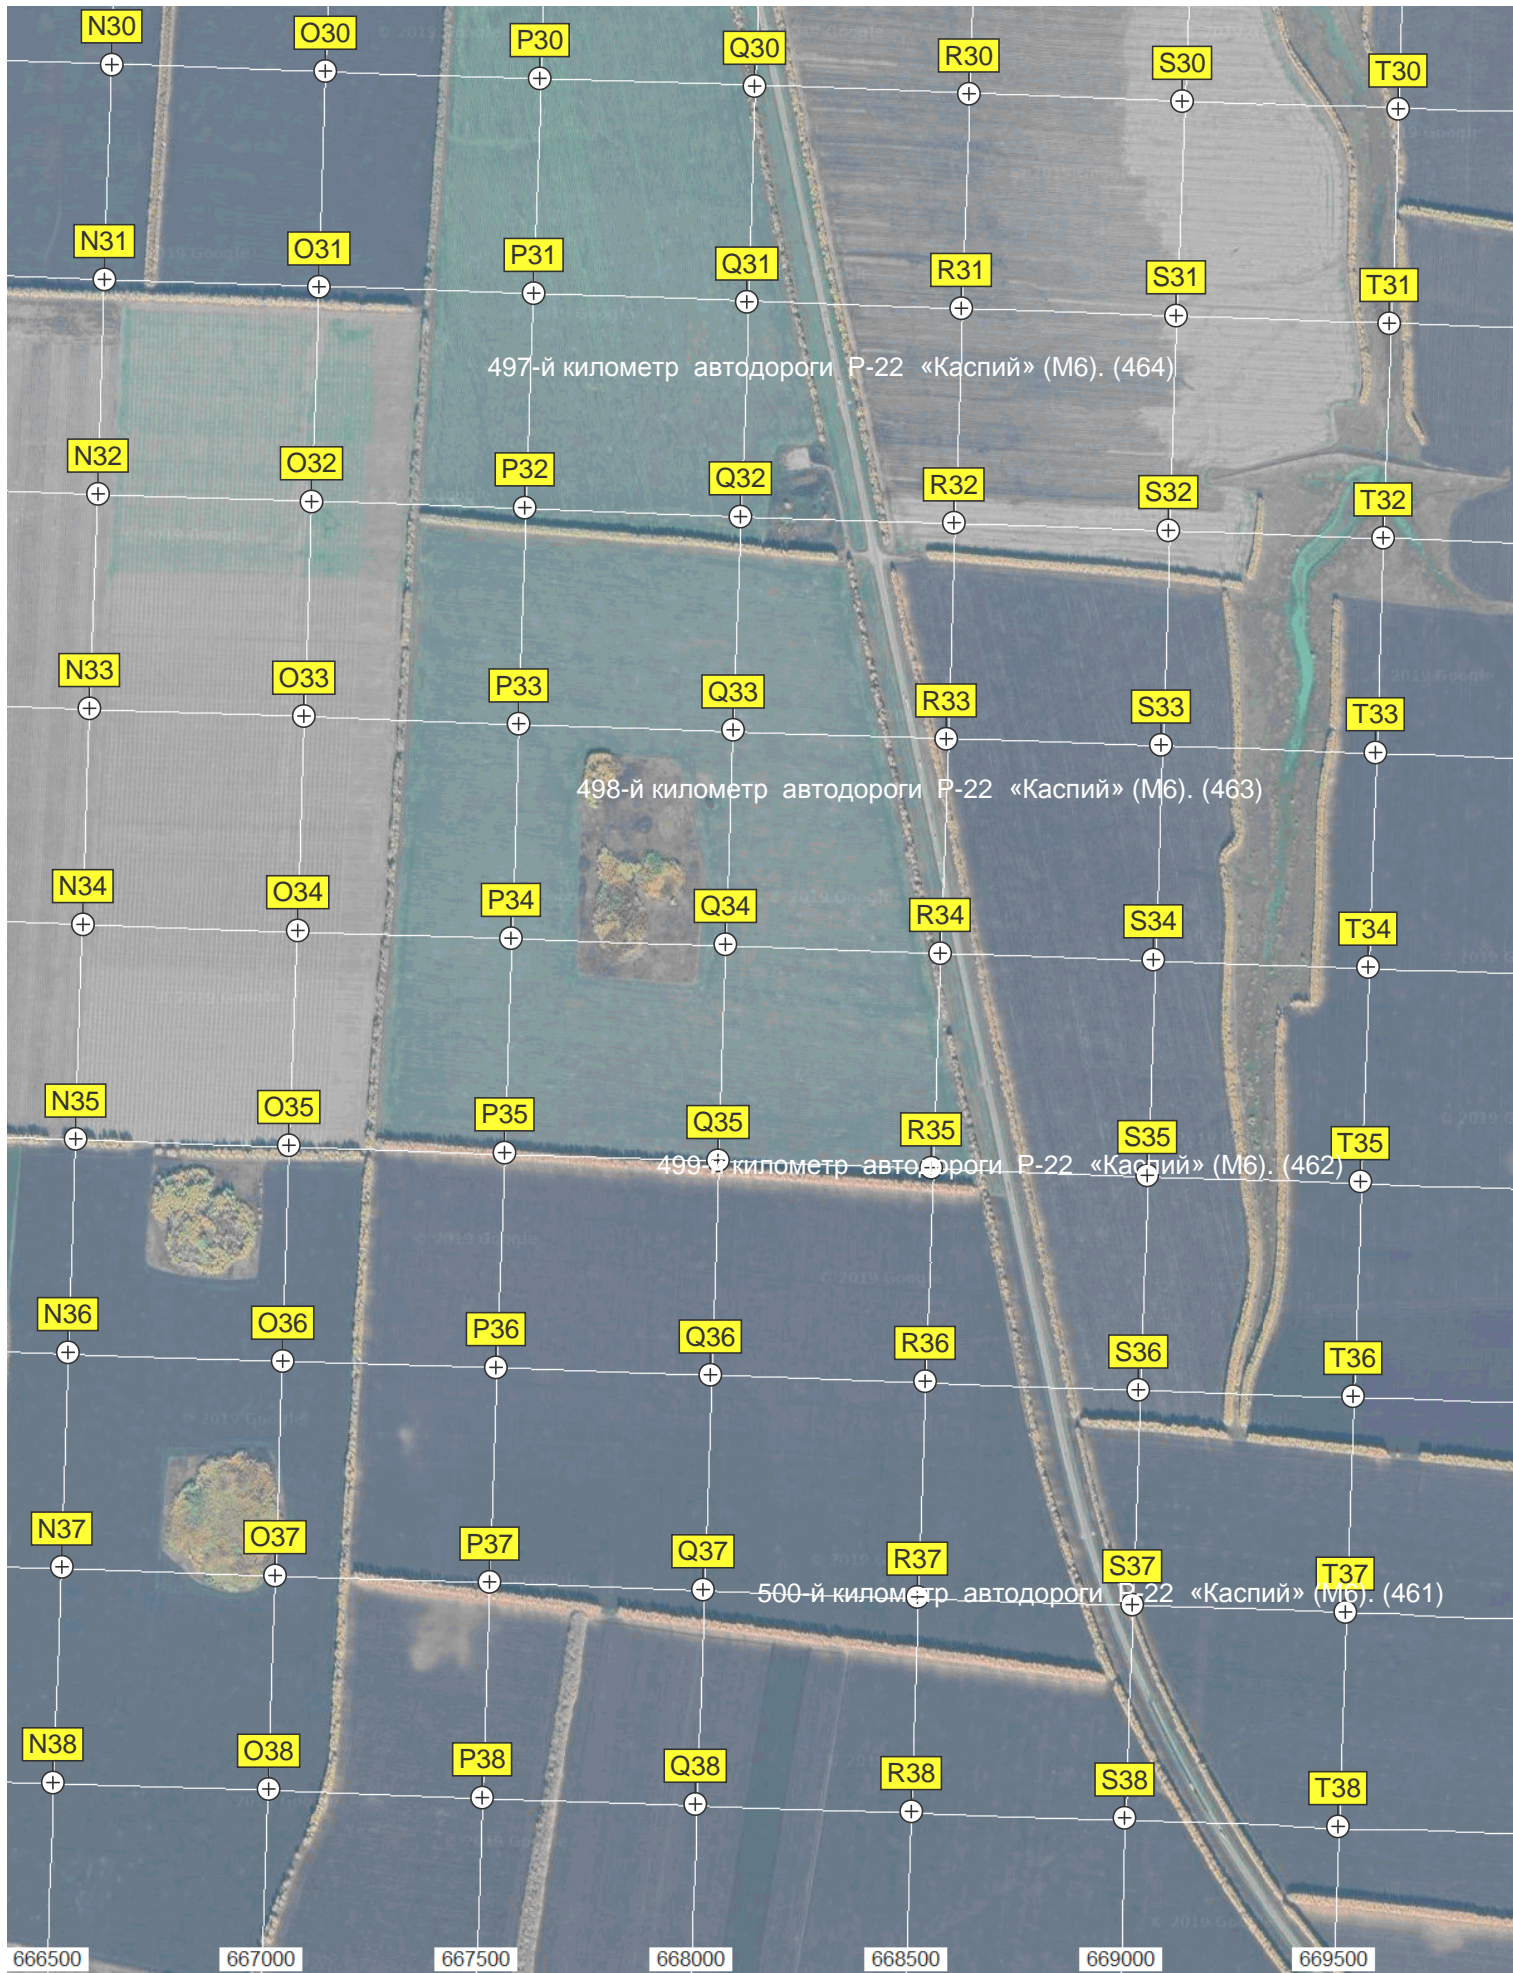 N30 O30 P30 Q30 R30 S30 T30
N31 O31 P31 Q31 R31 S31 T31
497-й километр автодороги Р-22 «Каспий» (М6). (464)
N32 O32 P32 Q32 R32 S32 T32
N33 O33 P33 Q33 R33 S33 T33
498-й километр автодороги Р-22 «Каспий» (М6). (463)
N34 O34 P34 Q34 R34 S34 T34
N35 O35 P35 Q35 R35 S35 T35
499-й километр автодороги Р-22 «Каспий» (М6). (462)
N36 O36 P36 Q36 R36 S36 T36
N37 O37 P37 Q37 R37 S37 T37
500-й километр автодороги Р-22 «Каспий» (М6). (461)
N38 O38 P38 Q38 R38 S38 T38
666500 667000 667500 668000 668500 669000 669500